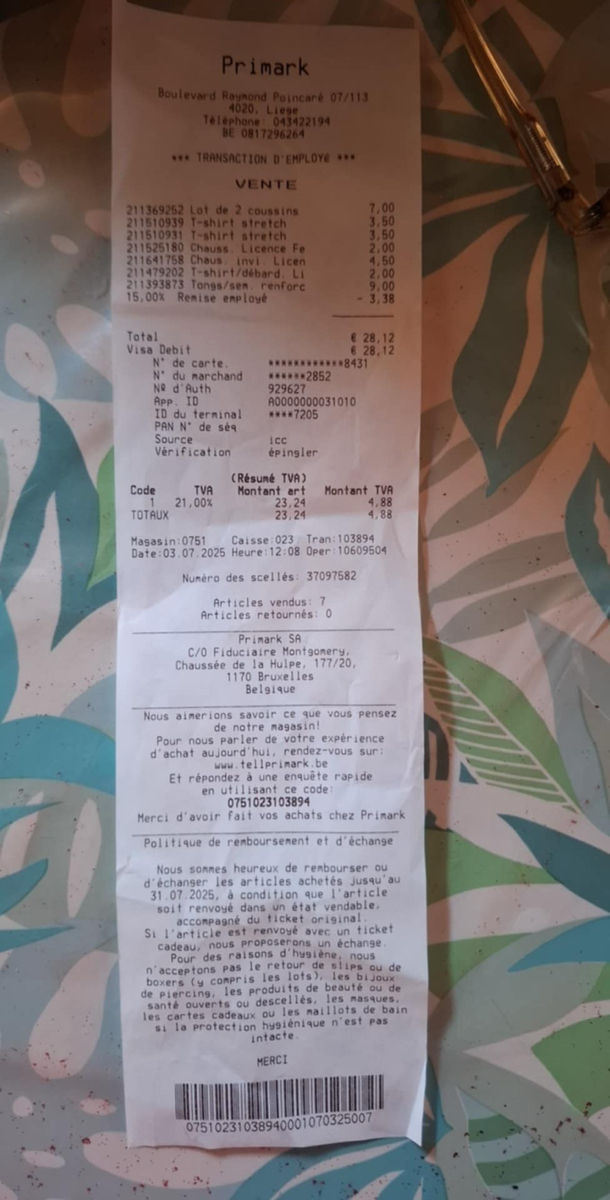 Primark
Boulevard Raymond Poincaré 07/113
4020, Liege
Téléphone: 043422194
BE 0817296264
*** TRANSACTION D'EMPLOYÉ ***
VENTE
211369252 Lot de 2 coussins 7,00
211510939 T-shirt stretch 3,50
211510931 T-shirt stretch 3,50
211525180 Chauss. Licence Fe 2,00
211641758 Chaus. invi. Licen 4,50
211479202 T-shirt/débard. Li 2,00
211393873 Tongs/sem. renforc 9,00
15,00% Remise employé - 3,38
Total € 28,12
Visa Debit € 28,12
N° de carte. ************8431
N° du marchand ******2852
Nº d'Auth 929627
App. ID A0000000031010
ID du terminal ****7205
PAN N° de séq
Source icc
Vérification épingler
(Résumé TVA)
Code TVA Montant art Montant TVA
1 21,00% 23,24 4,88
TOTAUX 23,24 4,88
Magasin:0751 Caisse:023 Tran:103894
Date:03.07.2025 Heure:12:08 Oper:10609504
Numéro des scellés: 37097582
Articles vendus: 7
Articles retournés: 0
Primark SA
C/O Fiduciaire Montgomery,
Chaussée de la Hulpe, 177/20,
1170 Bruxelles
Belgique
Nous aimerions savoir ce que vous pensez
de notre magasin!
Pour nous parler de votre expérience
d'achat aujourd'hui, rendez-vous sur:
www.tellprimark.be
Et répondez à une enquête rapide
en utilisant ce code:
0751023103894
Merci d'avoir fait vos achats chez Primark
Politique de remboursement et d'échange
Nous sommes heureux de rembourser ou
d'échanger les articles achetés jusqu'au
31.07.2025, à condition que l'article
soit renvoyé dans un état vendable,
accompagné du ticket original.
Si l'article est renvoyé avec un ticket
cadeau, nous proposerons un échange.
Pour des raisons d'hygiène, nous
n'acceptons pas le retour de slips ou de
boxers (y compris les lots), les bijoux
de piercing, les produits de beauté ou de
santé ouverts ou descellés, les masques,
les cartes cadeaux ou les maillots de bain
si la protection hygiénique n'est pas
intacte.
MERCI
07510231038940001070325007